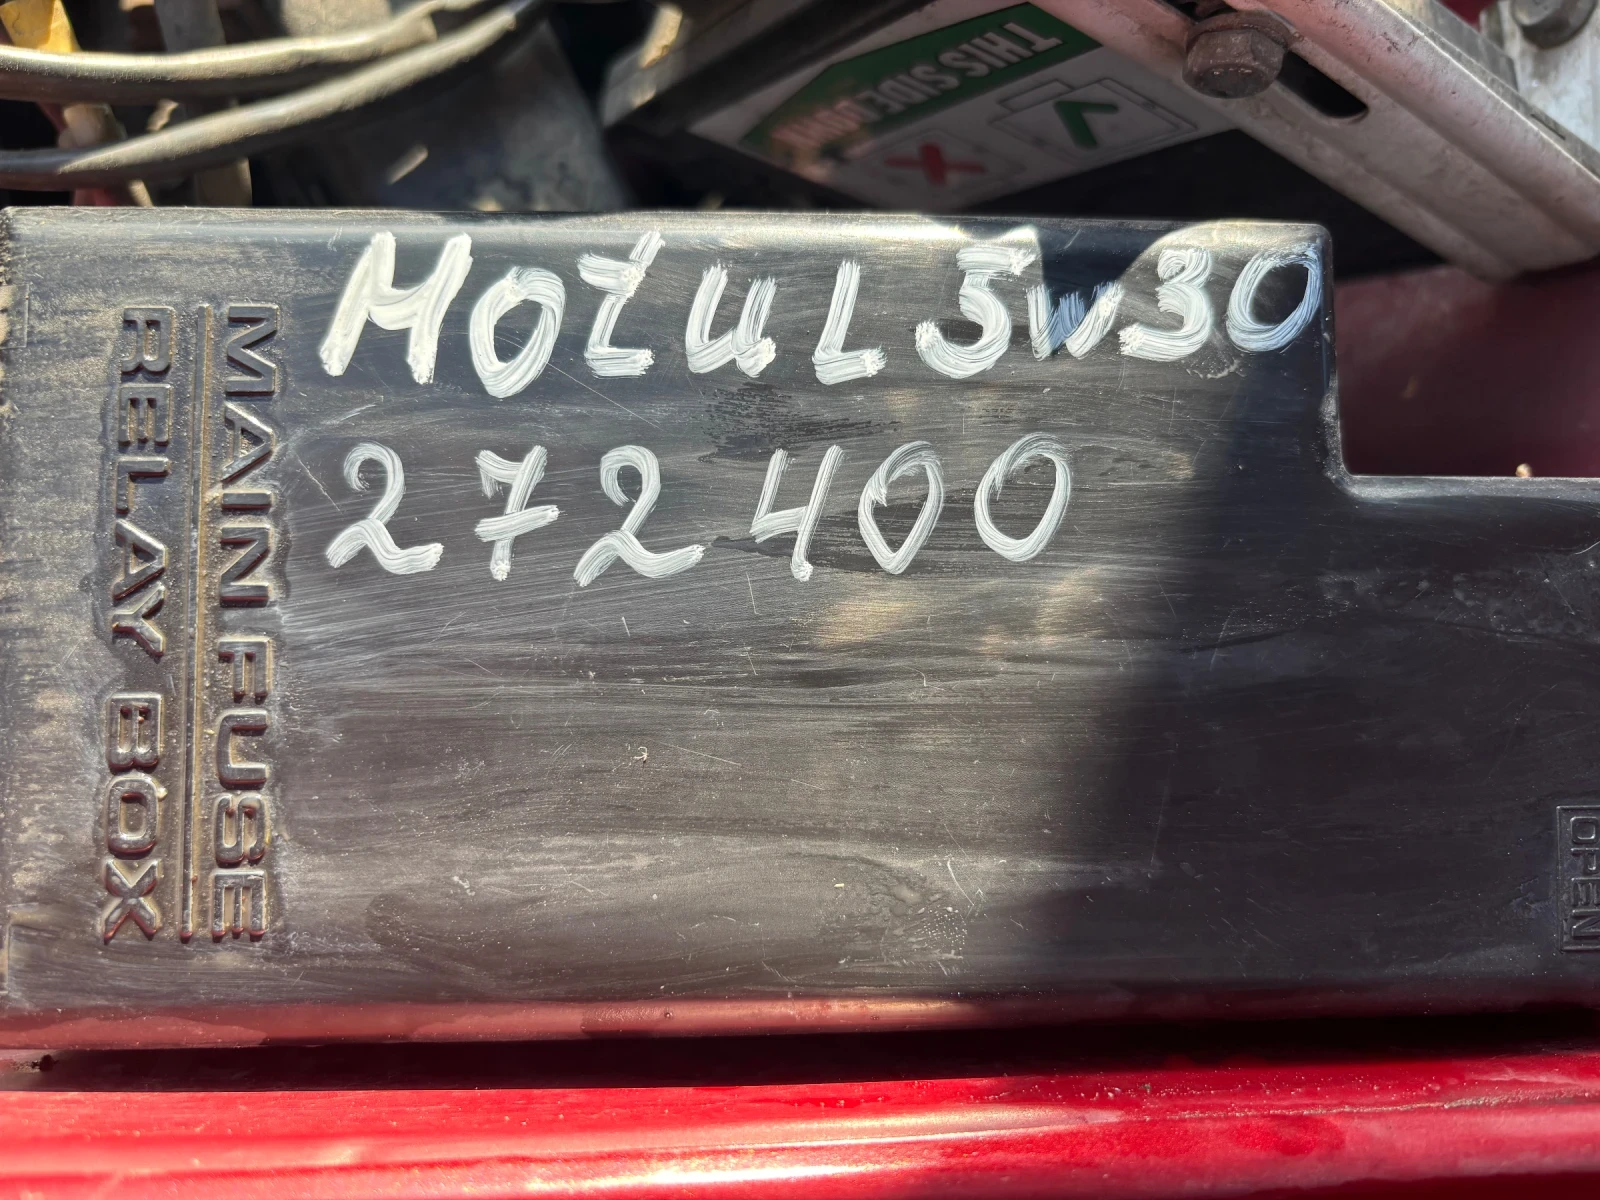 THIS SIDE DOWN
MOTUL 5W30
272400
MAIN FUSE
RELAY BOX
OPEN